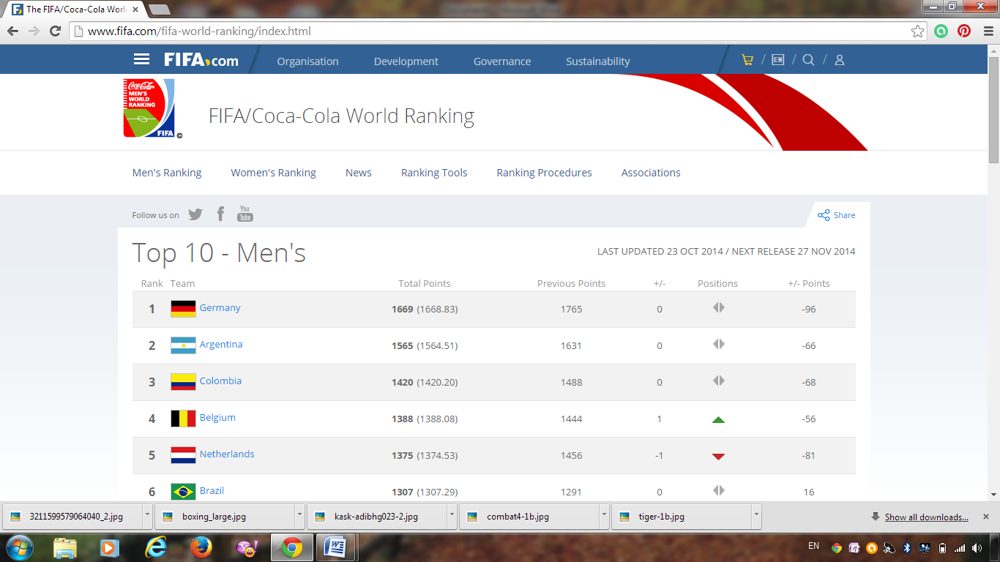 The FIFA/Coca-Cola Worl
www.fifa.com/fifa-world-ranking/index.html
FIFA.com Organisation Development Governance Sustainability EN
Coca-Cola
MEN'S
WORLD
RANKING
FIFA ©
FIFA/Coca-Cola World Ranking
Men's Ranking Women's Ranking News Ranking Tools Ranking Procedures Associations
Follow us on You Tube Share
Top 10 - Men's LAST UPDATED 23 OCT 2014 / NEXT RELEASE 27 NOV 2014
Rank Team Total Points Previous Points +/- Positions +/- Points
1 Germany 1669 (1668.83) 1765 0 -96
2 Argentina 1565 (1564.51) 1631 0 -66
3 Colombia 1420 (1420.20) 1488 0 -68
4 Belgium 1388 (1388.08) 1444 1 -56
5 Netherlands 1375 (1374.53) 1456 -1 -81
6 Brazil 1307 (1307.29) 1291 0 16
3211599579064040_2.jpg boxing_large.jpg kask-adibhg023-2.jpg combat4-1b.jpg tiger-1b.jpg Show all downloads...
EN